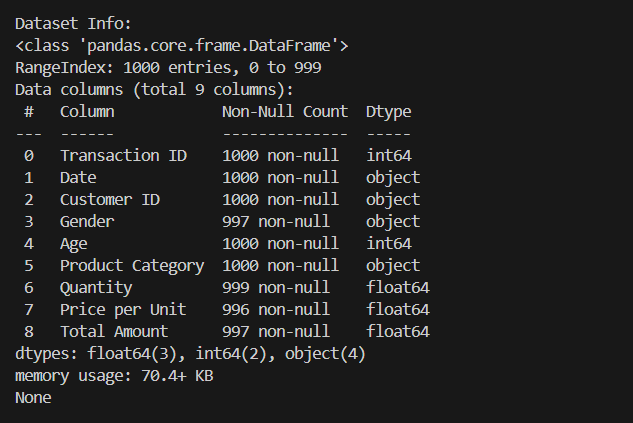 Dataset Info:
<class 'pandas.core.frame.DataFrame'>
RangeIndex: 1000 entries, 0 to 999
Data columns (total 9 columns):
 #   Column            Non-Null Count  Dtype
---  ------            --------------  -----
 0   Transaction ID    1000 non-null   int64
 1   Date              1000 non-null   object
 2   Customer ID       1000 non-null   object
 3   Gender            997 non-null    object
 4   Age               1000 non-null   int64
 5   Product Category  1000 non-null   object
 6   Quantity          999 non-null    float64
 7   Price per Unit    996 non-null    float64
 8   Total Amount      997 non-null    float64
dtypes: float64(3), int64(2), object(4)
memory usage: 70.4+ KB
None